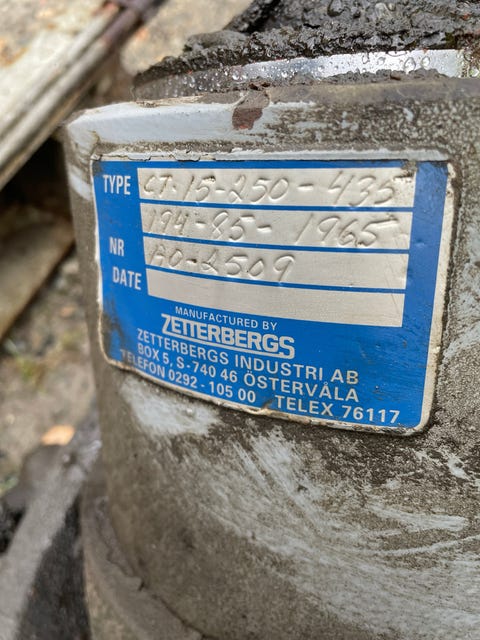 TYPE CT-15-250-435
194-85-1965
NR AO-2509
DATE
MANUFACTURED BY
ZETTERBERGS
ZETTERBERGS INDUSTRI AB
BOX 5, S-740 46 ÖSTERVÅLA
TELEFON 0292-105 00 TELEX 76117